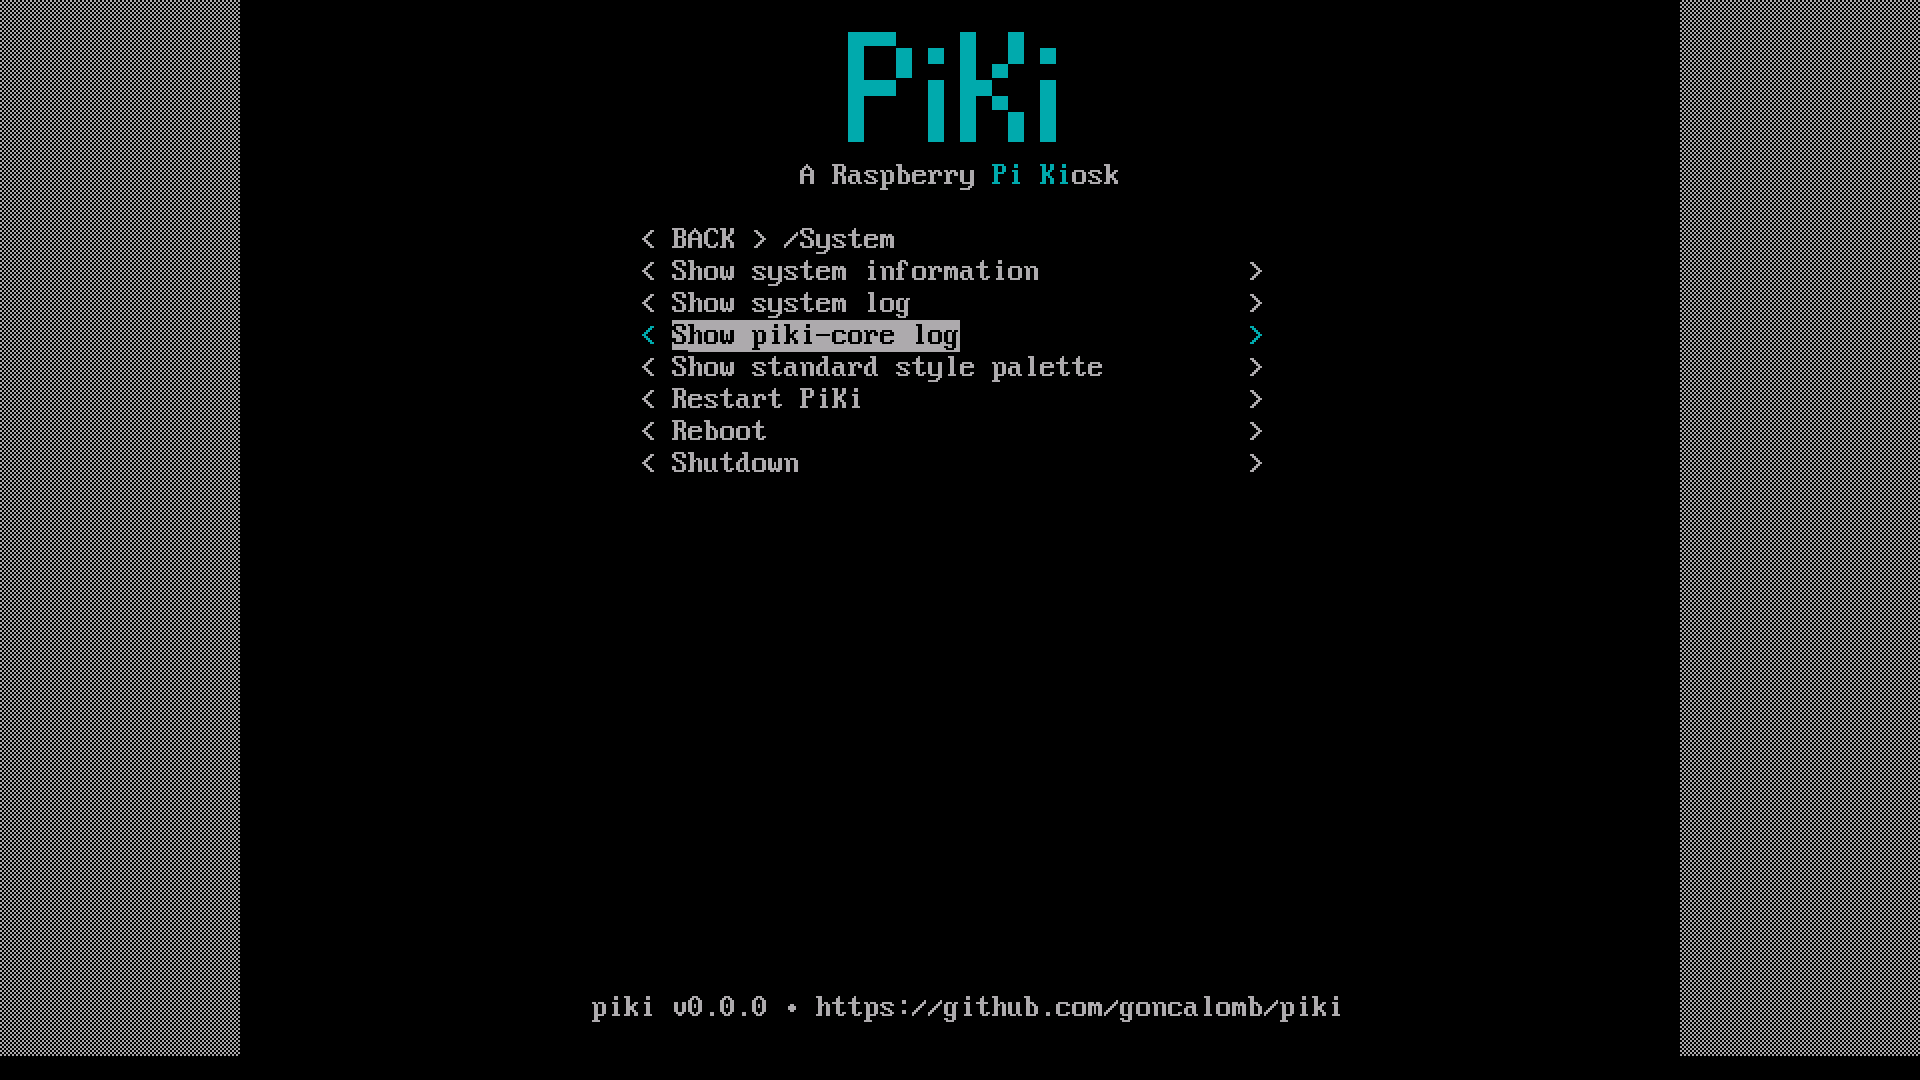 PiKi
A Raspberry Pi Kiosk
< BACK > /System
< Show system information >
< Show system log >
< Show piki-core log >
< Show standard style palette >
< Restart PiKi >
< Reboot >
< Shutdown >
piki v0.0.0 • https://github.com/goncalomb/piki